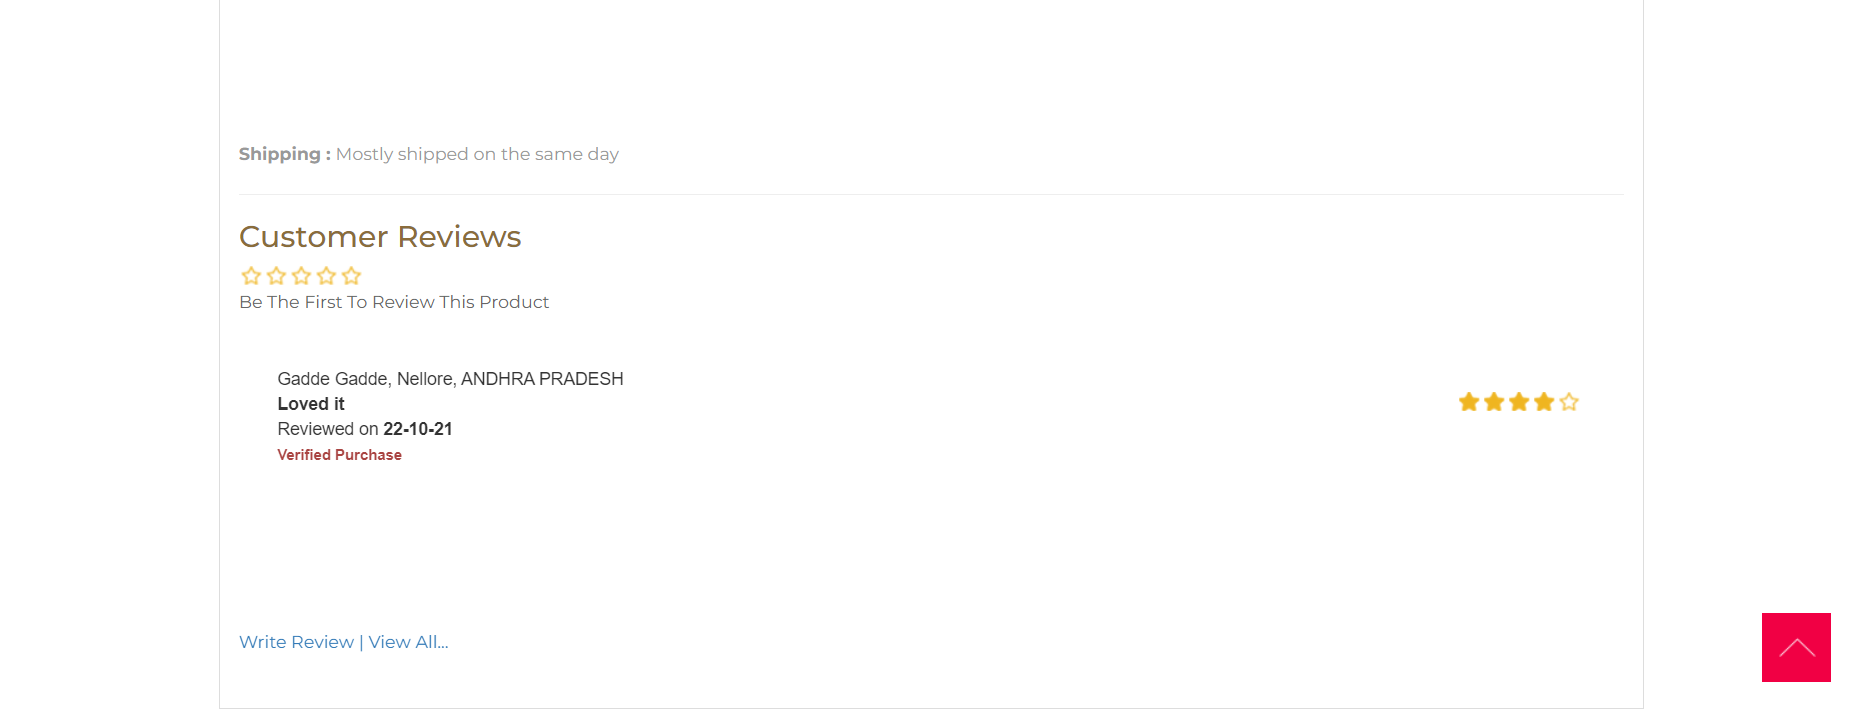 Shipping : Mostly shipped on the same day
Customer Reviews
Be The First To Review This Product
Gadde Gadde, Nellore, ANDHRA PRADESH
Loved it
Reviewed on 22-10-21
Verified Purchase
Write Review | View All...